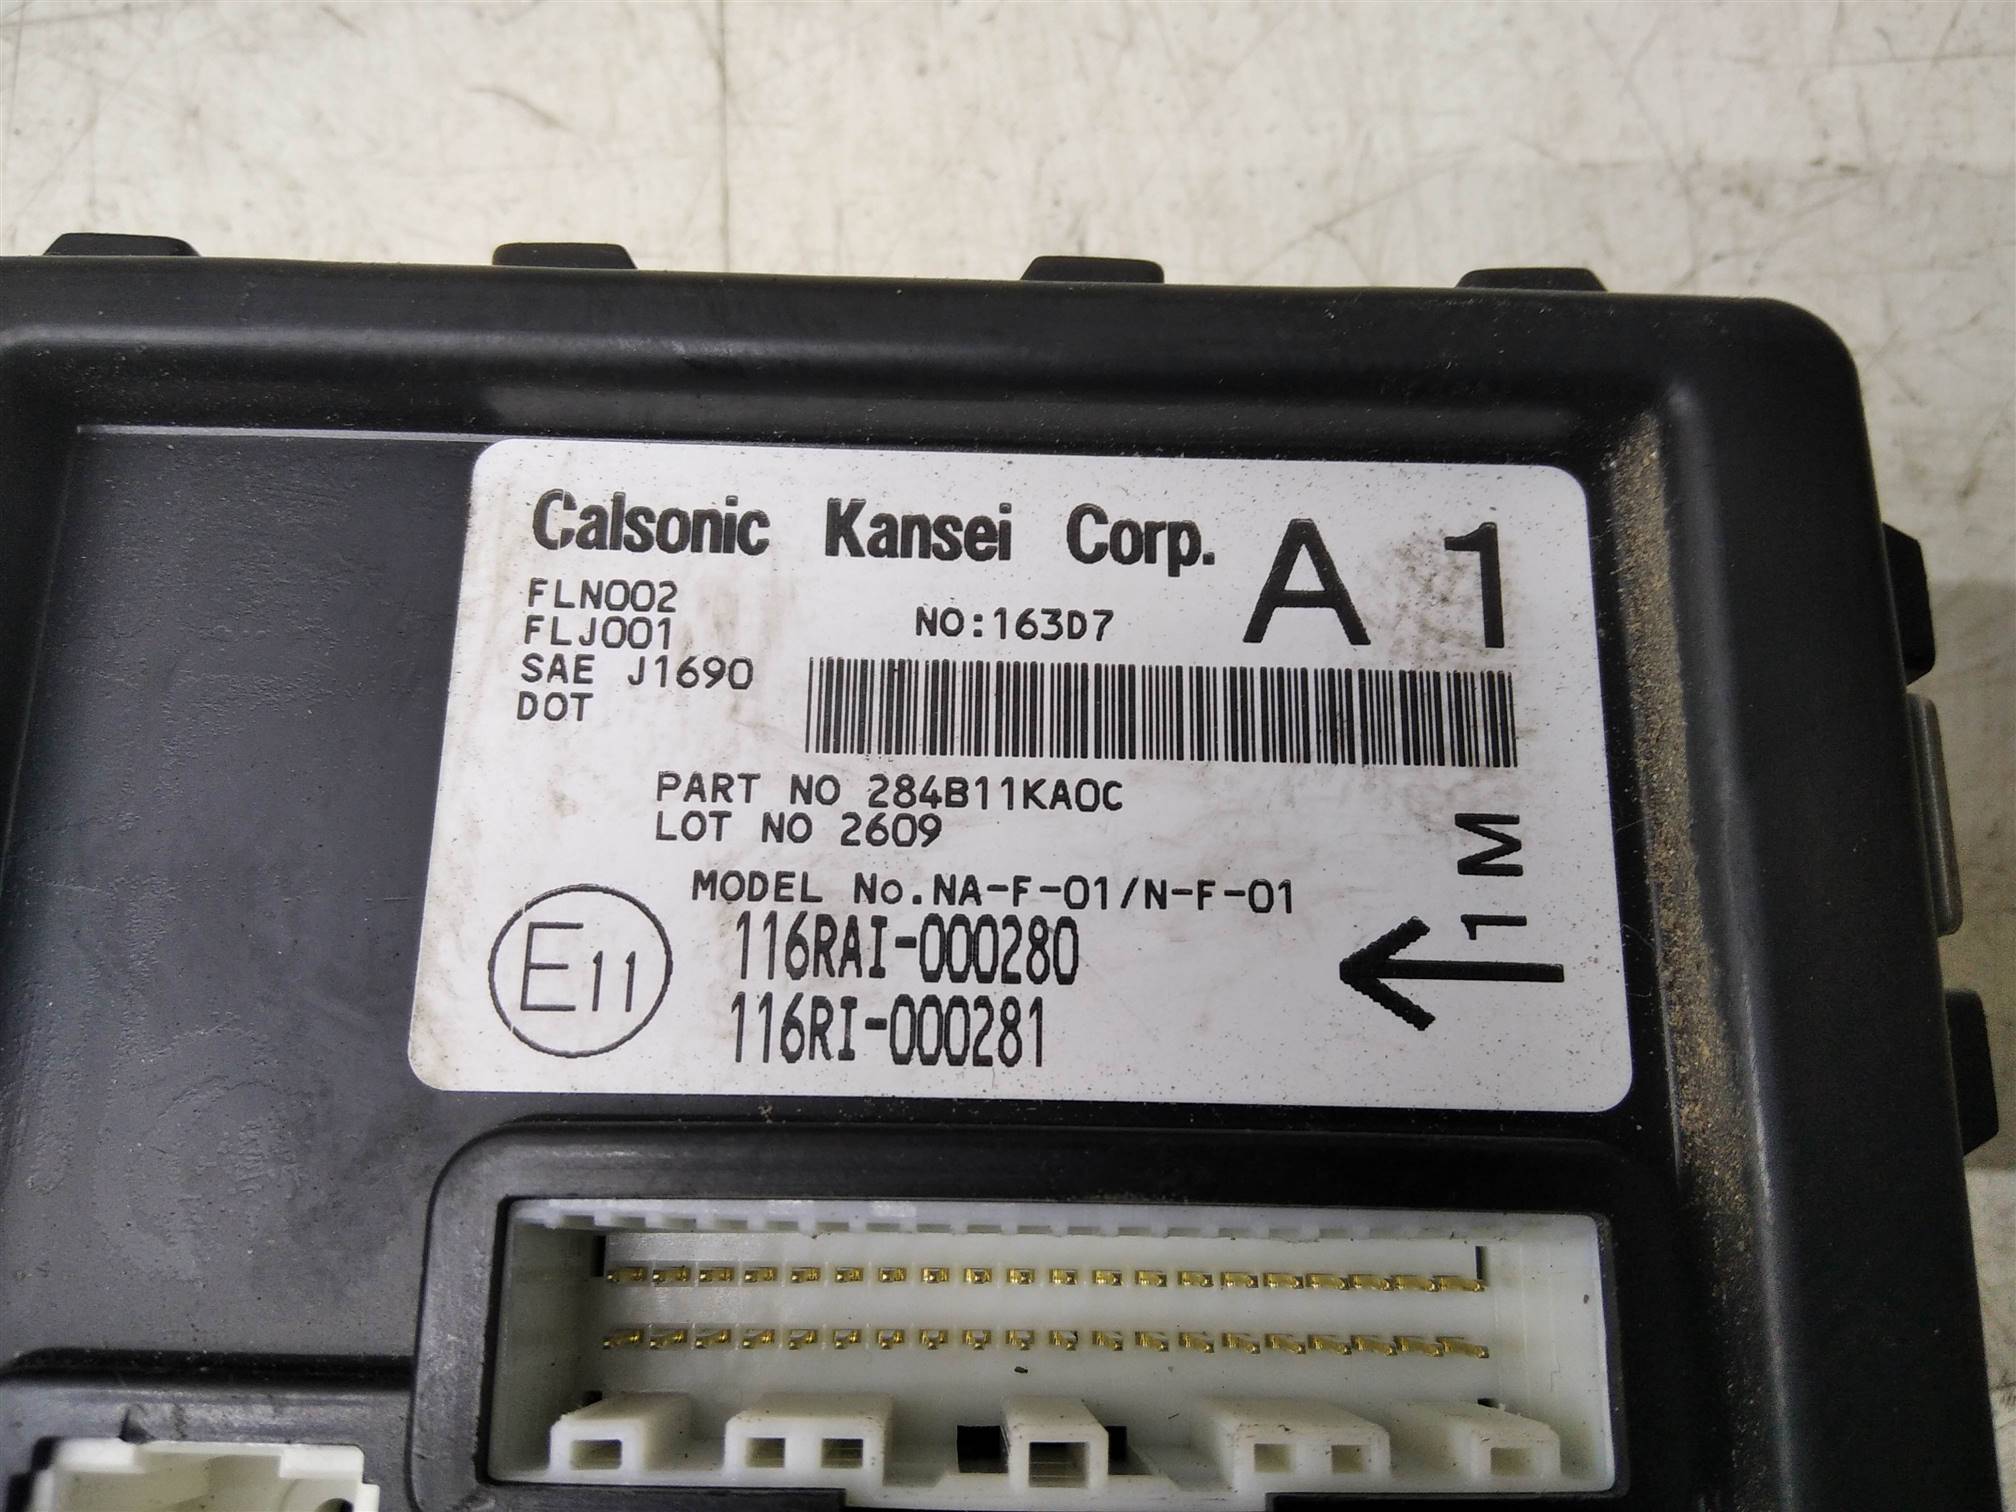 Calsonic Kansei Corp. A1
FLN002
FLJ001
NO:163D7
SAE J1690
DOT
PART NO 284B11KA0C
LOT NO 2609
1M
MODEL No.NA-F-01/N-F-01
E11
116RAI-000280
116RI-000281